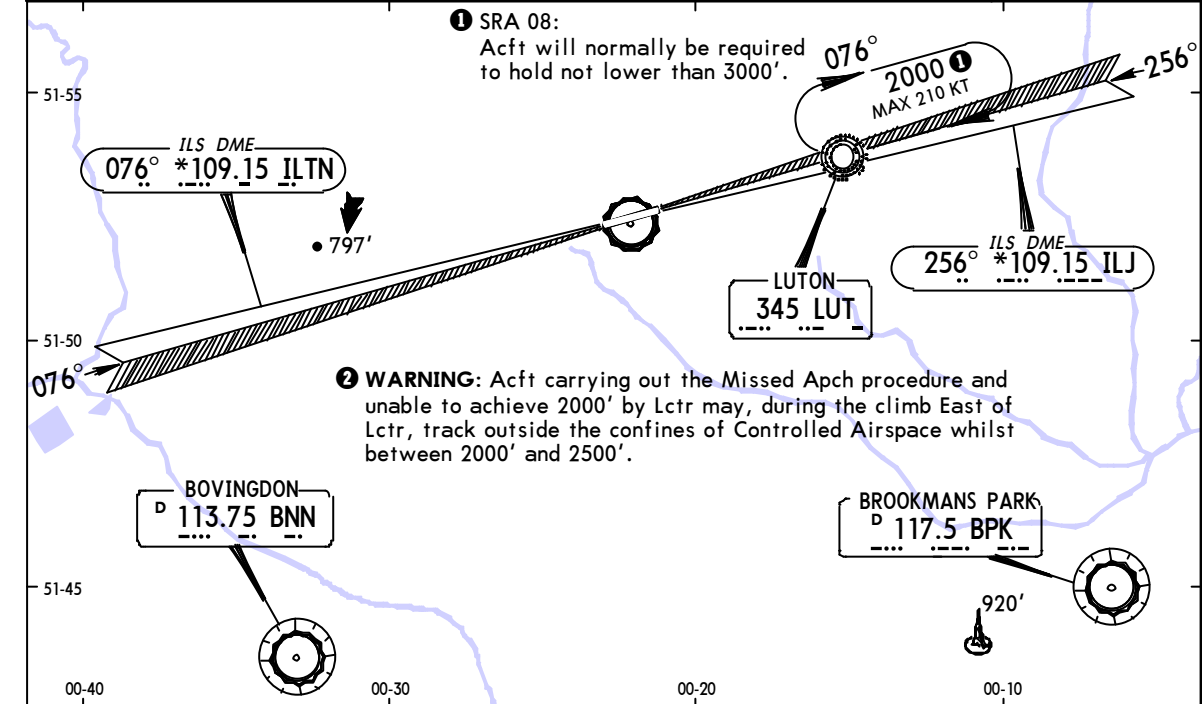 ❶ SRA 08:
Acft will normally be required
to hold not lower than 3000'.
076°
2000 ❶
MAX 210 KT
256°
51-55
ILS DME
076° *109.15 ILTN
797'
ILS DME
256° *109.15 ILJ
LUTON
345 LUT
51-50
076°
❷ WARNING: Acft carrying out the Missed Apch procedure and
unable to achieve 2000' by Lctr may, during the climb East of
Lctr, track outside the confines of Controlled Airspace whilst
between 2000' and 2500'.
BOVINGDON
D 113.75 BNN
BROOKMANS PARK
D 117.5 BPK
51-45
920'
00-40
00-30
00-20
00-10